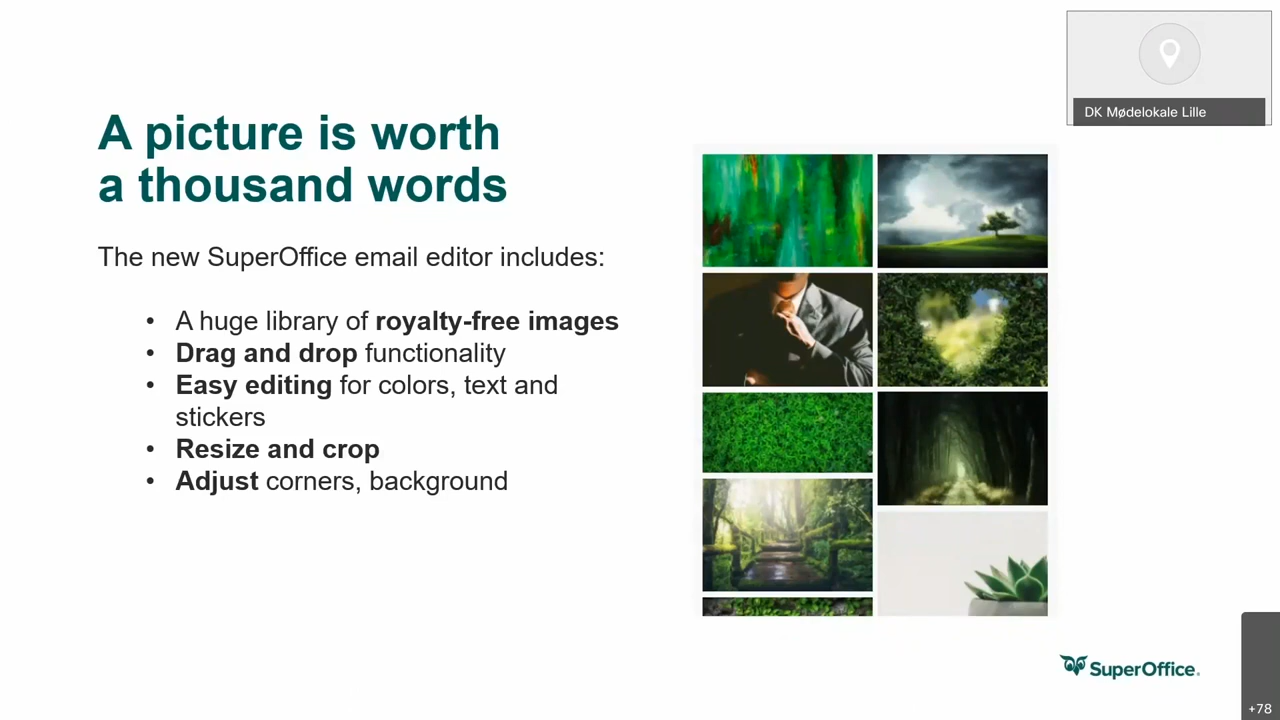 A picture is worth
a thousand words
The new SuperOffice email editor includes:
• A huge library of royalty-free images
• Drag and drop functionality
• Easy editing for colors, text and
stickers
• Resize and crop
• Adjust corners, background
DK Mødelokale Lille
SuperOffice.
+78